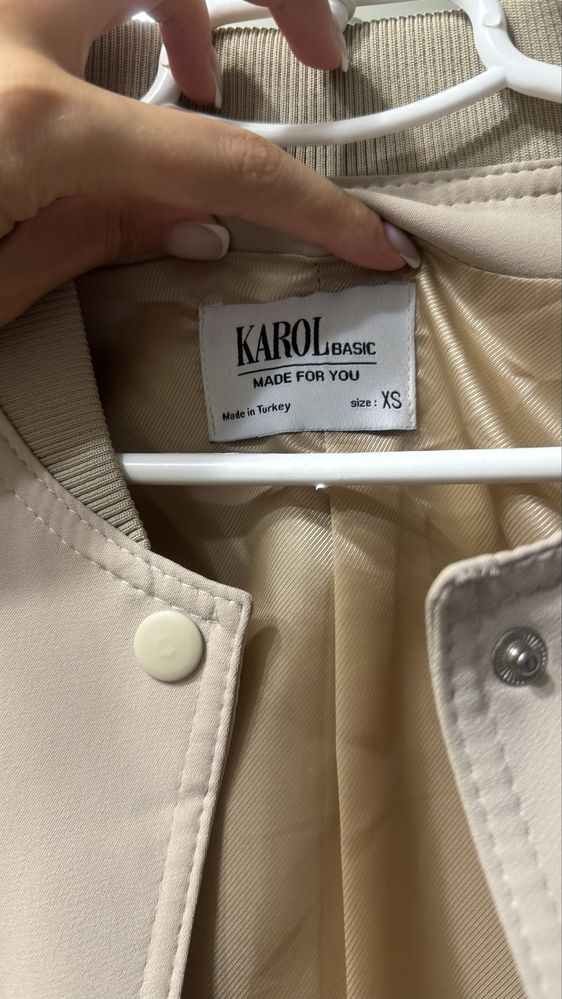 KAROL BASIC
MADE FOR YOU
Made in Turkey size : XS